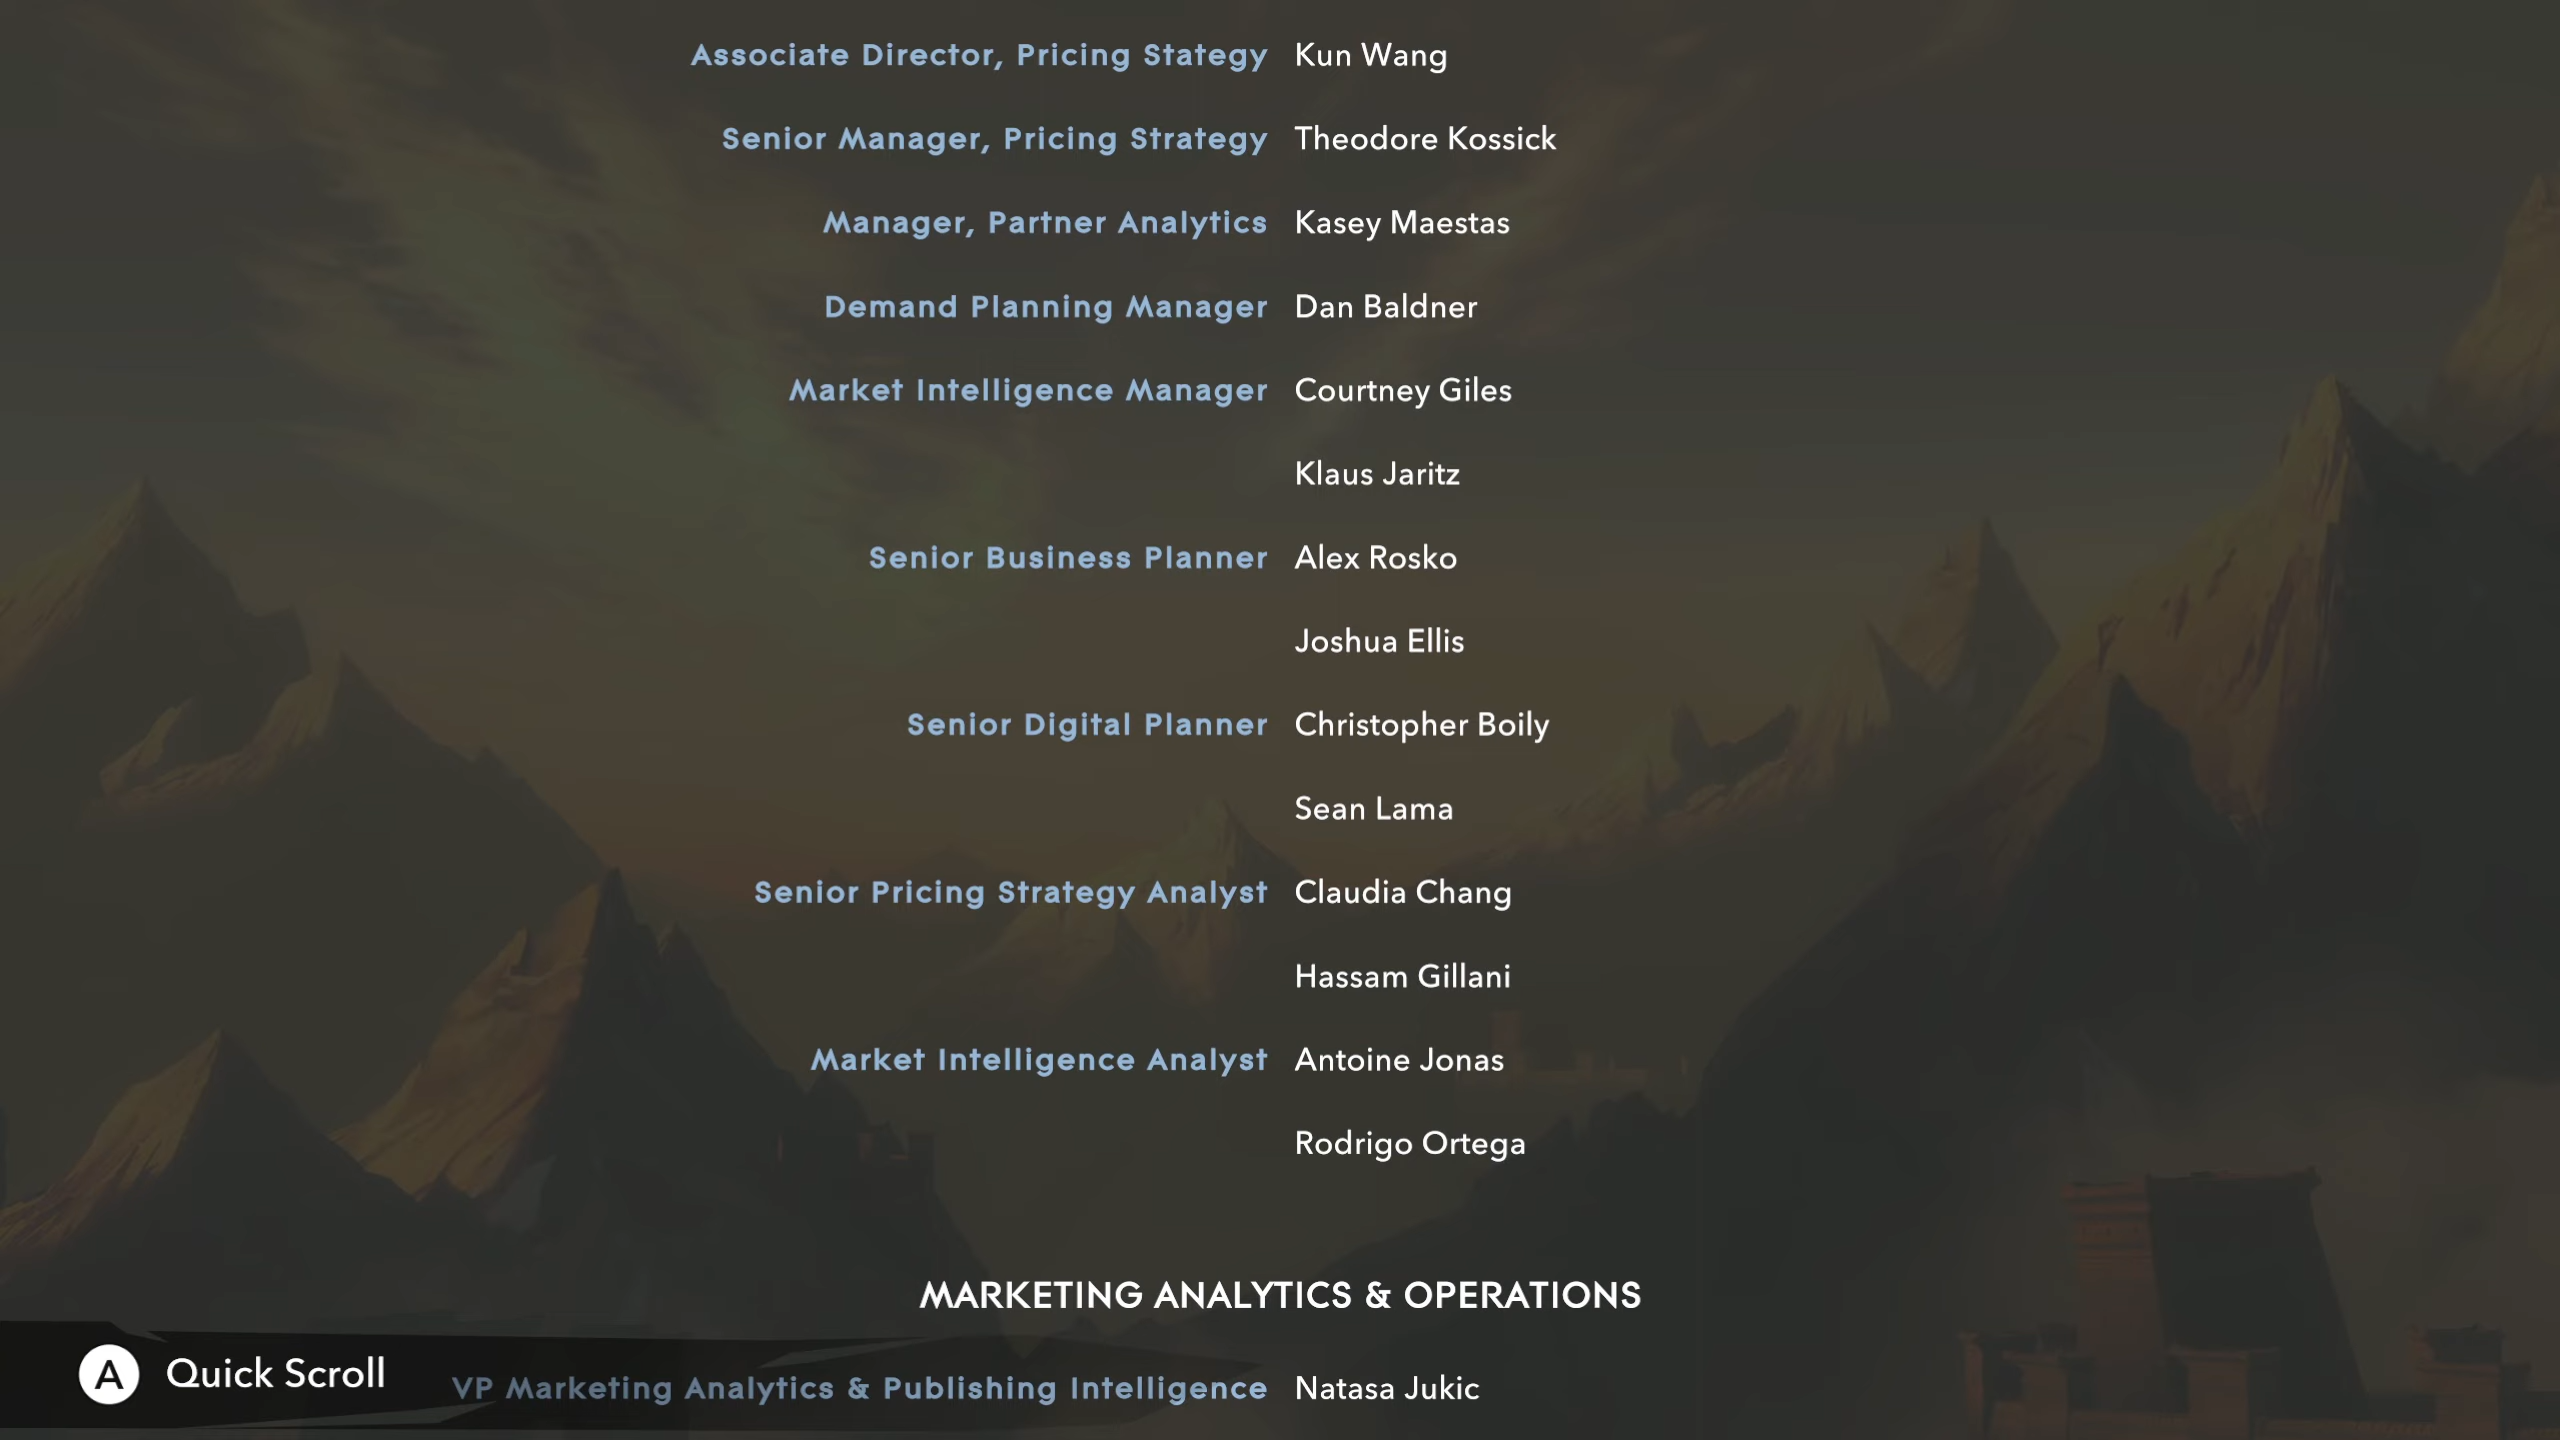 Associate Director, Pricing Stategy Kun Wang
Senior Manager, Pricing Strategy Theodore Kossick
Manager, Partner Analytics Kasey Maestas
Demand Planning Manager Dan Baldner
Market Intelligence Manager Courtney Giles
Klaus Jaritz
Senior Business Planner Alex Rosko
Joshua Ellis
Senior Digital Planner Christopher Boily
Sean Lama
Senior Pricing Strategy Analyst Claudia Chang
Hassam Gillani
Market Intelligence Analyst Antoine Jonas
Rodrigo Ortega
MARKETING ANALYTICS & OPERATIONS
A Quick Scroll
VP Marketing Analytics & Publishing Intelligence Natasa Jukic